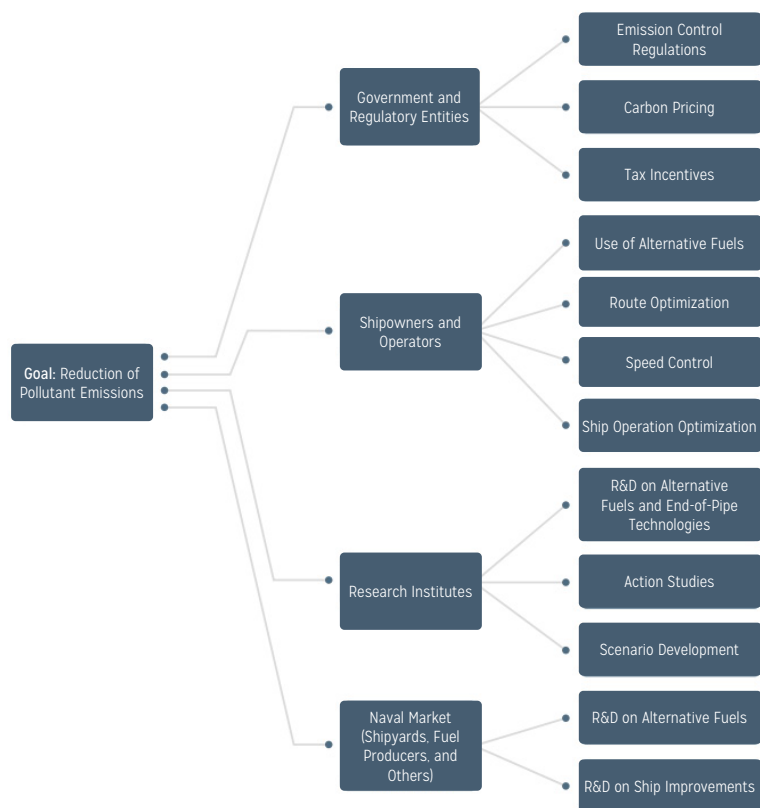 Goal: Reduction of
Pollutant Emissions
Government and
Regulatory Entities
Emission Control
Regulations
Carbon Pricing
Tax Incentives
Shipowners and
Operators
Use of Alternative Fuels
Route Optimization
Speed Control
Ship Operation Optimization
Research Institutes
R&D on Alternative
Fuels and End-of-Pipe
Technologies
Action Studies
Scenario Development
Naval Market
(Shipyards, Fuel
Producers, and
Others)
R&D on Alternative Fuels
R&D on Ship Improvements